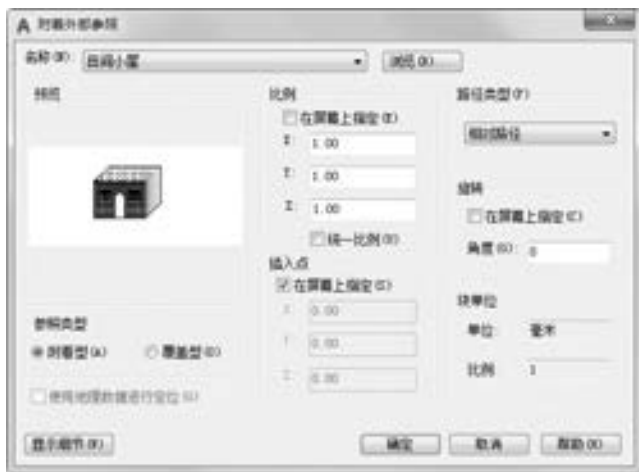 附着外部参照
名称(N): 田间小屋 浏览(B)
预览
比例
在屏幕上指定(E)
X: 1.00
Y: 1.00
Z: 1.00
统一比例(U)
插入点
在屏幕上指定(S)
X 0.00
Y 0.00
Z 0.00
路径类型(P)
相对路径
旋转
在屏幕上指定(C)
角度(G): 0
块单位
单位: 毫米
比例: 1
参照类型
附着型(A) 覆盖型(O)
使用地理数据进行定位(G)
显示细节(W) 确定 取消 帮助(H)